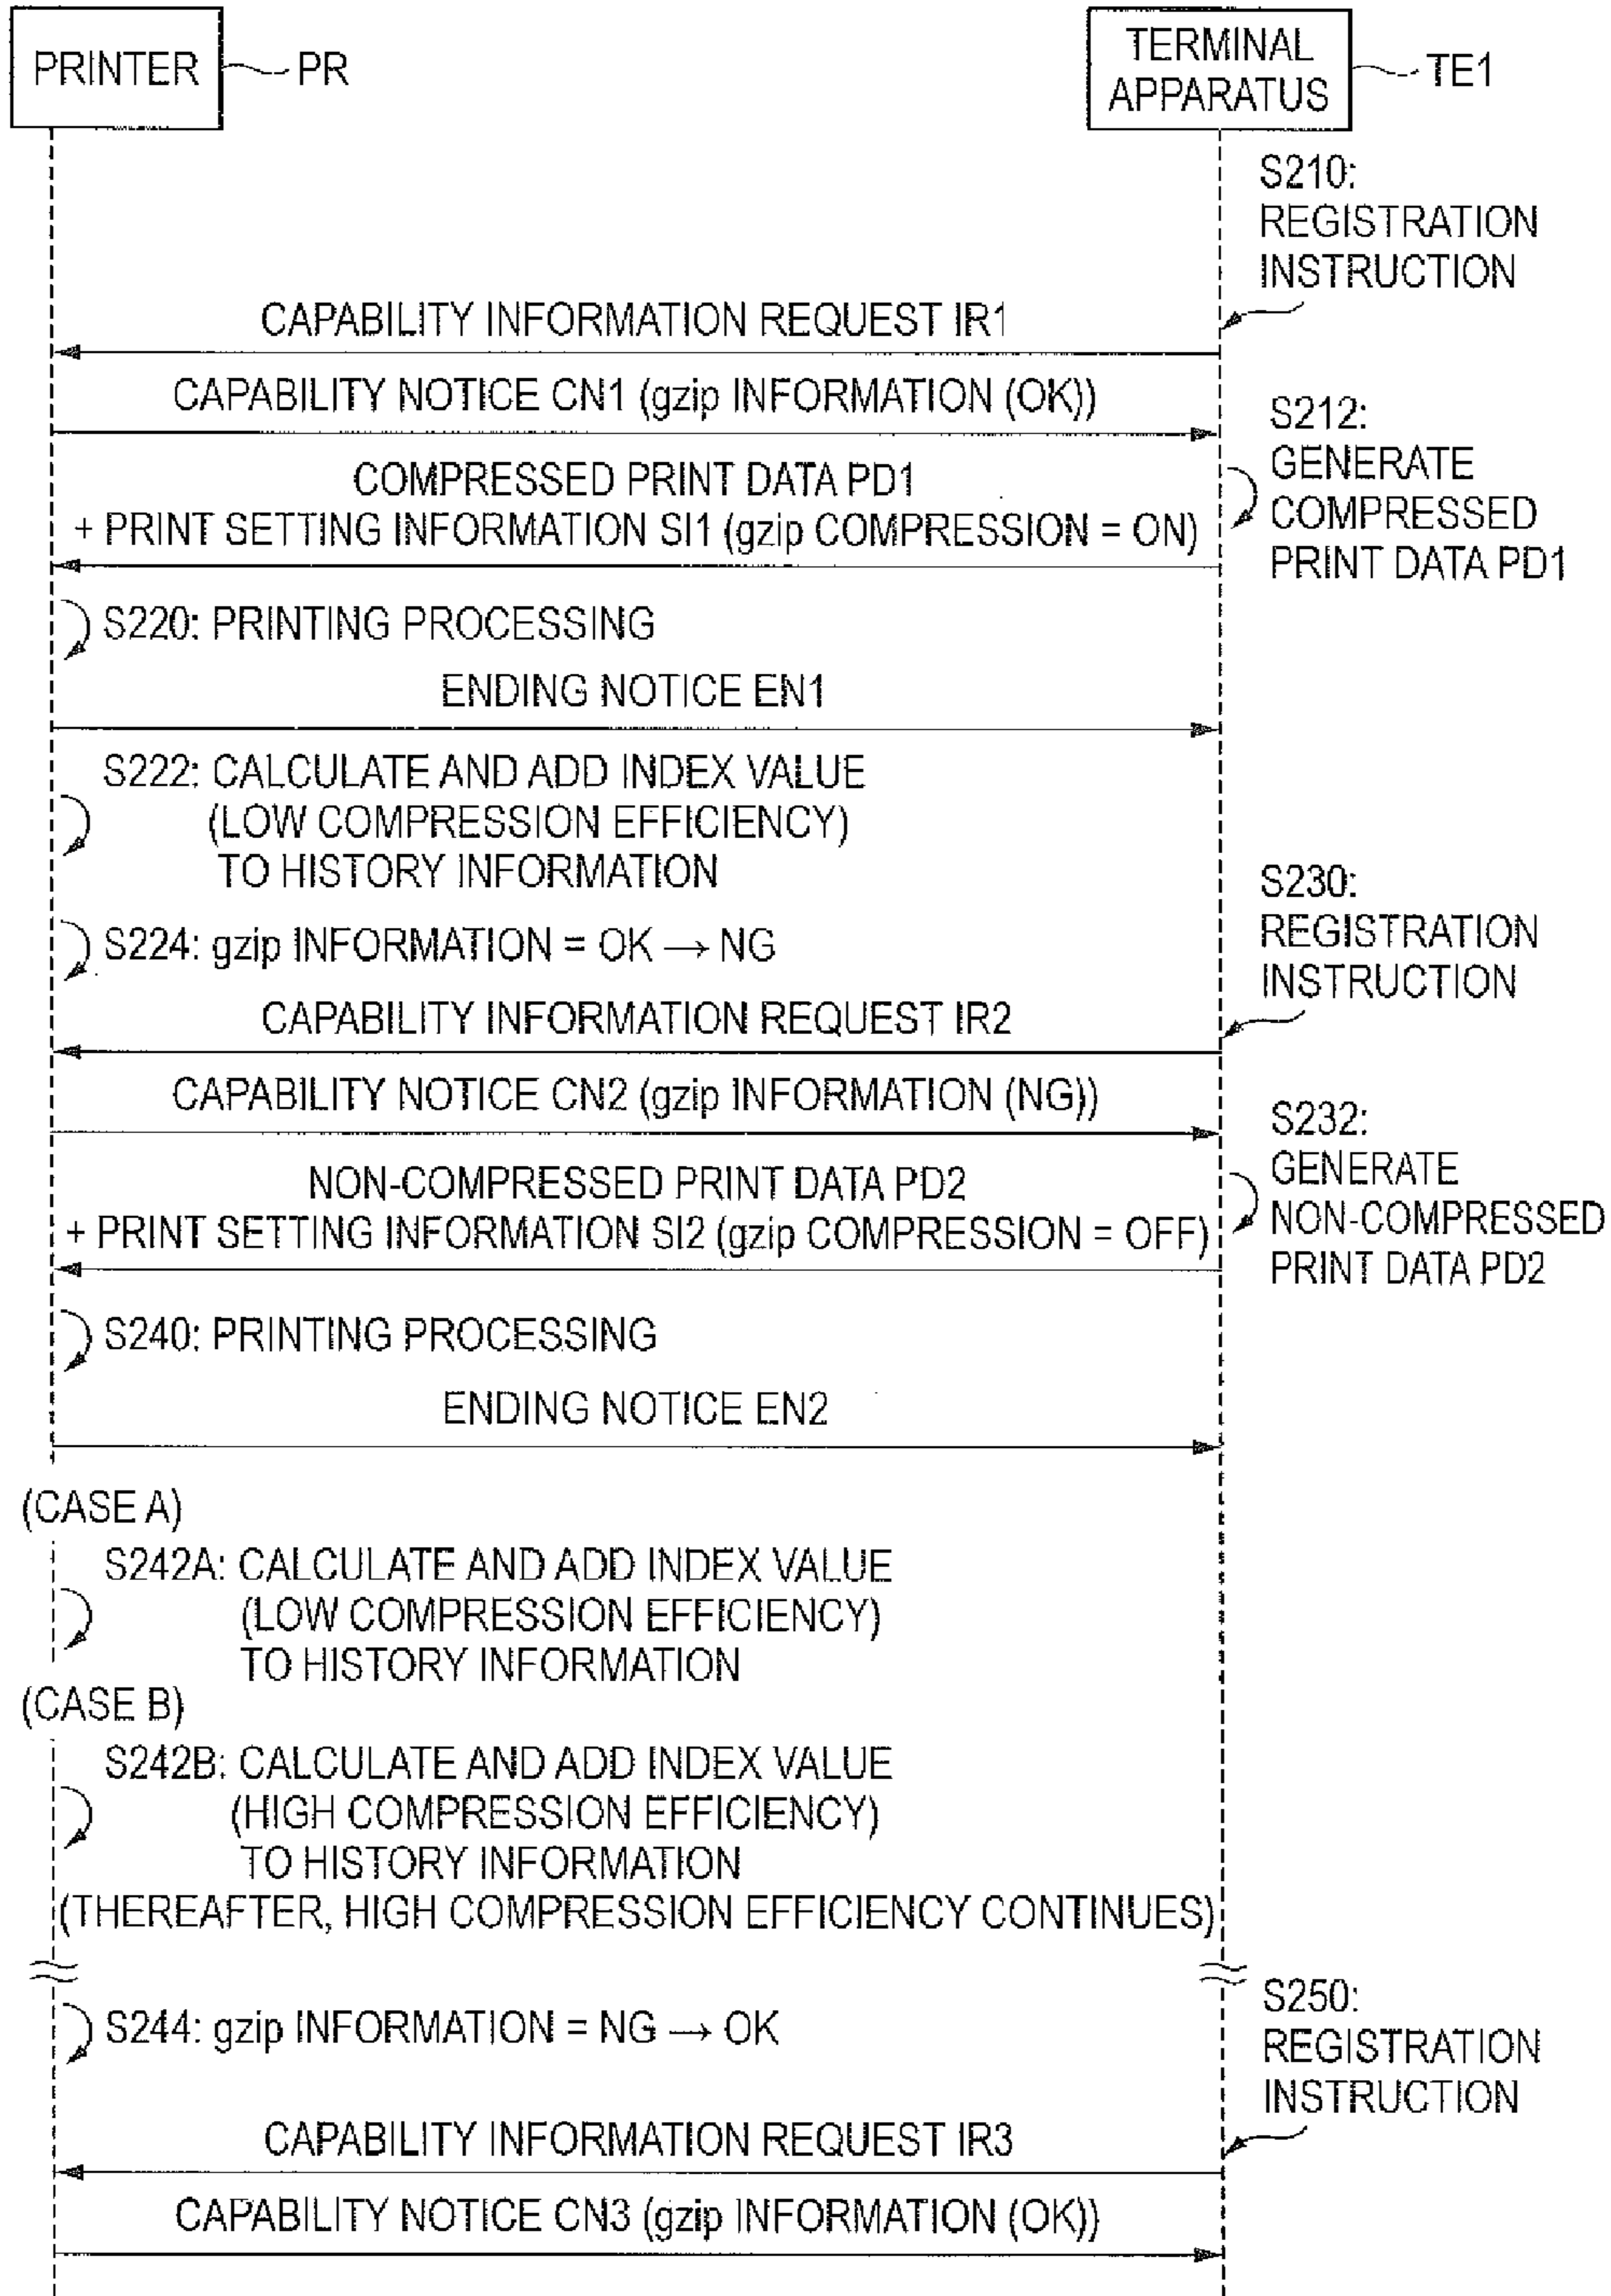 PRINTER
PR
TERMINAL
APPARATUS
TE1
S210:
REGISTRATION
INSTRUCTION
CAPABILITY INFORMATION REQUEST IR1
CAPABILITY NOTICE CN1 (gzip INFORMATION (OK))
S212:
GENERATE
COMPRESSED
PRINT DATA PD1
COMPRESSED PRINT DATA PD1
+ PRINT SETTING INFORMATION SI1 (gzip COMPRESSION = ON)
S220: PRINTING PROCESSING
ENDING NOTICE EN1
S222: CALCULATE AND ADD INDEX VALUE
(LOW COMPRESSION EFFICIENCY)
TO HISTORY INFORMATION
S224: gzip INFORMATION = OK → NG
S230:
REGISTRATION
INSTRUCTION
CAPABILITY INFORMATION REQUEST IR2
CAPABILITY NOTICE CN2 (gzip INFORMATION (NG))
S232:
GENERATE
NON-COMPRESSED
PRINT DATA PD2
NON-COMPRESSED PRINT DATA PD2
+ PRINT SETTING INFORMATION SI2 (gzip COMPRESSION = OFF)
S240: PRINTING PROCESSING
ENDING NOTICE EN2
(CASE A)
S242A: CALCULATE AND ADD INDEX VALUE
(LOW COMPRESSION EFFICIENCY)
TO HISTORY INFORMATION
(CASE B)
S242B: CALCULATE AND ADD INDEX VALUE
(HIGH COMPRESSION EFFICIENCY)
TO HISTORY INFORMATION
(THEREAFTER, HIGH COMPRESSION EFFICIENCY CONTINUES)
S244: gzip INFORMATION = NG → OK
S250:
REGISTRATION
INSTRUCTION
CAPABILITY INFORMATION REQUEST IR3
CAPABILITY NOTICE CN3 (gzip INFORMATION (OK))